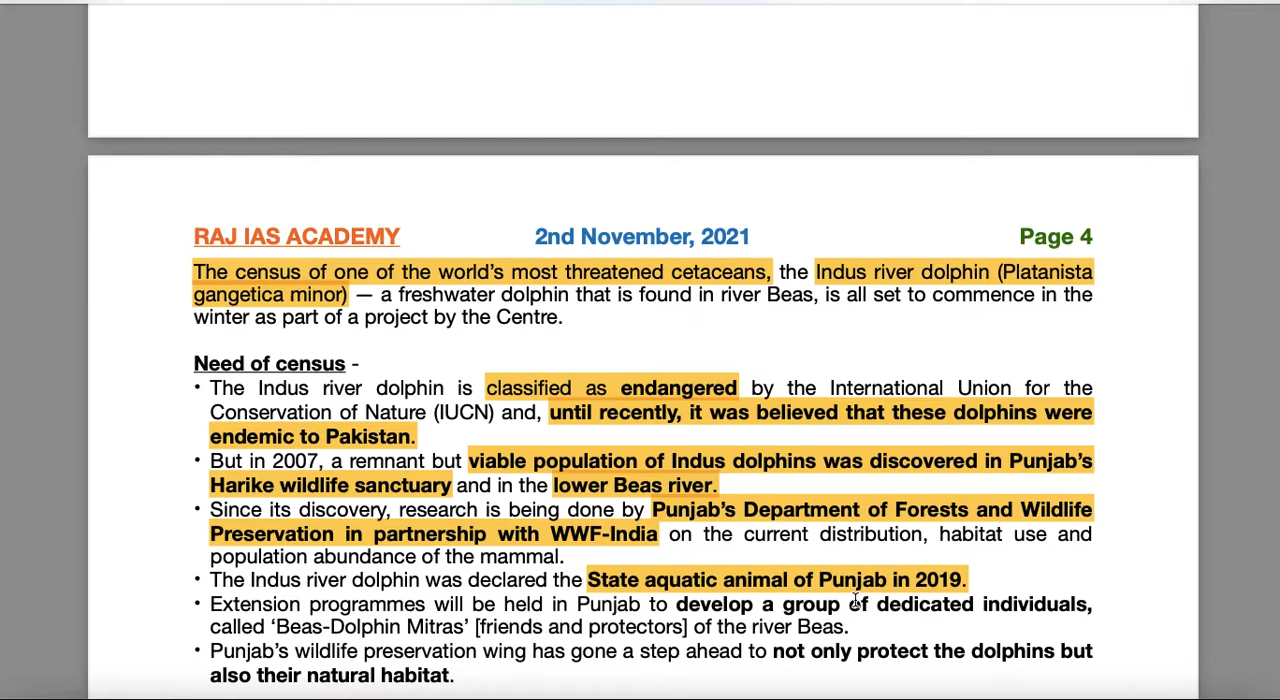 RAJ IAS ACADEMY 2nd November, 2021 Page 4
The census of one of the world's most threatened cetaceans, the Indus river dolphin (Platanista
gangetica minor) — a freshwater dolphin that is found in river Beas, is all set to commence in the
winter as part of a project by the Centre.
Need of census -
• The Indus river dolphin is classified as endangered by the International Union for the
Conservation of Nature (IUCN) and, until recently, it was believed that these dolphins were
endemic to Pakistan.
• But in 2007, a remnant but viable population of Indus dolphins was discovered in Punjab's
Harike wildlife sanctuary and in the lower Beas river.
• Since its discovery, research is being done by Punjab's Department of Forests and Wildlife
Preservation in partnership with WWF-India on the current distribution, habitat use and
population abundance of the mammal.
• The Indus river dolphin was declared the State aquatic animal of Punjab in 2019.
• Extension programmes will be held in Punjab to develop a group of dedicated individuals,
called 'Beas-Dolphin Mitras' [friends and protectors] of the river Beas.
• Punjab's wildlife preservation wing has gone a step ahead to not only protect the dolphins but
also their natural habitat.